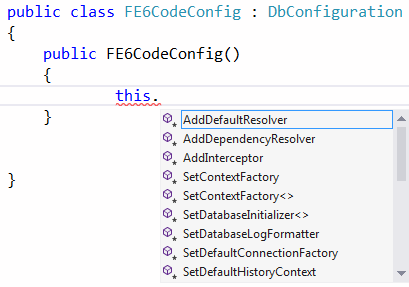 public class FE6CodeConfig : DbConfiguration
{
public FE6CodeConfig()
{
this.
}
}
AddDefaultResolver
AddDependencyResolver
AddInterceptor
SetContextFactory
SetContextFactory<>
SetDatabaseInitializer<>
SetDatabaseLogFormatter
SetDefaultConnectionFactory
SetDefaultHistoryContext